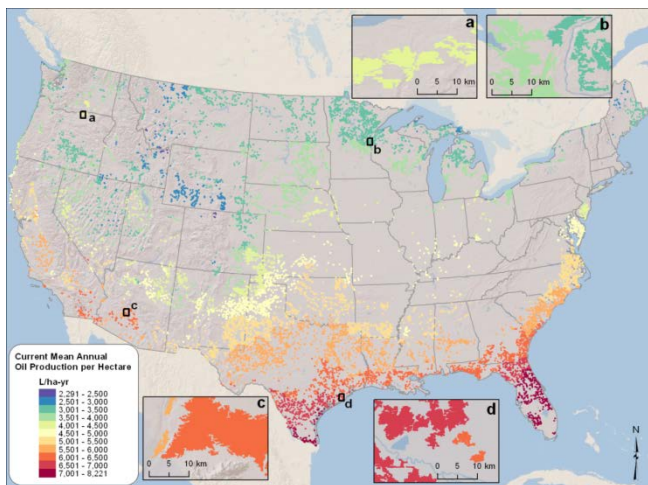 a
0 5 10 km
b
0 5 10 km
a
b
c
d
Current Mean Annual
Oil Production per Hectare
L/ha-yr
2,291 - 2,500
2,501 - 3,000
3,001 - 3,500
3,501 - 4,000
4,001 - 4,500
4,501 - 5,000
5,001 - 5,500
5,501 - 6,000
6,001 - 6,500
6,501 - 7,000
7,001 - 8,221
c
0 5 10 km
d
0 5 10 km
N